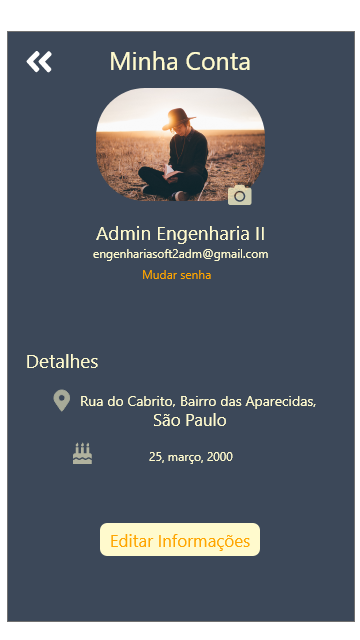 Minha Conta
Admin Engenharia II
engenhariasoft2adm@gmail.com
Mudar senha
Detalhes
Rua do Cabrito, Bairro das Aparecidas,
São Paulo
25, março, 2000
Editar Informações